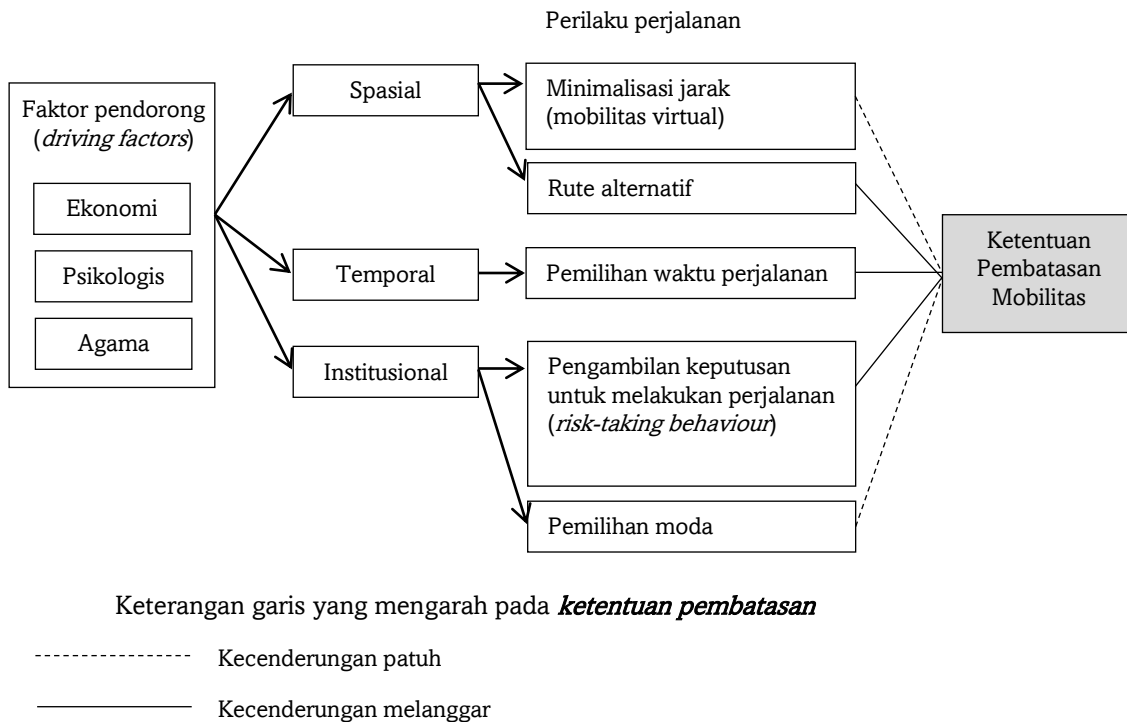 Perilaku perjalanan
Faktor pendorong
(driving factors)
Ekonomi
Psikologis
Agama
Spasial
Temporal
Institusional
Minimalisasi jarak
(mobilitas virtual)
Rute alternatif
Pemilihan waktu perjalanan
Pengambilan keputusan
untuk melakukan perjalanan
(risk-taking behaviour)
Pemilihan moda
Ketentuan
Pembatasan
Mobilitas
Keterangan garis yang mengarah pada ketentuan pembatasan
Kecenderungan patuh
Kecenderungan melanggar